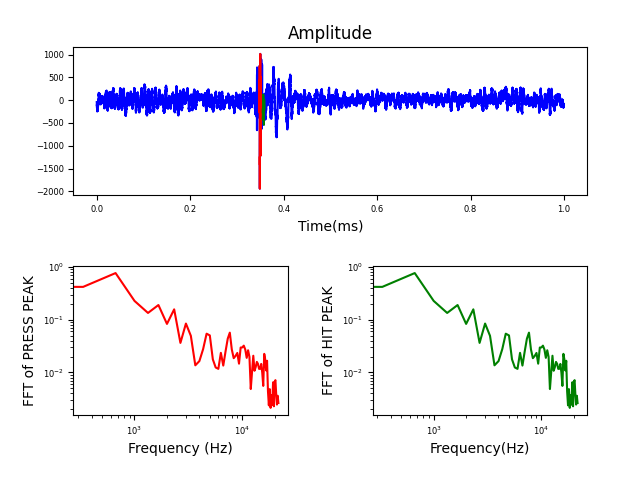 Amplitude
1000
500
0
−500
−1000
−1500
−2000
0.0 0.2 0.4 0.6 0.8 1.0
Time(ms)
FFT of PRESS PEAK
10⁰
10⁻¹
10⁻²
10³ 10⁴
Frequency (Hz)
FFT of HIT PEAK
10⁰
10⁻¹
10⁻²
10³ 10⁴
Frequency(Hz)